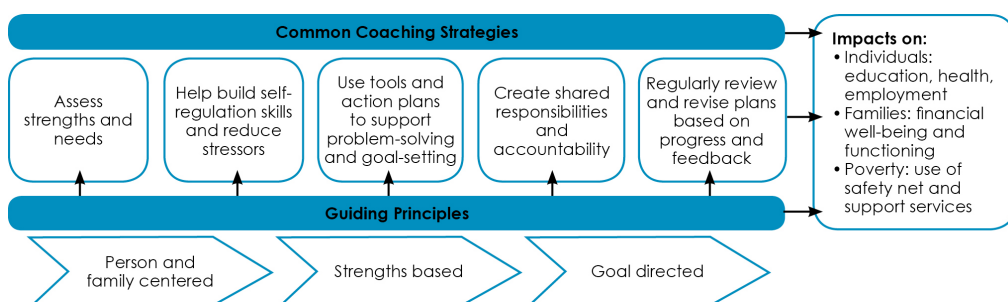 Common Coaching Strategies
Assess
strengths and
needs
Help build self-
regulation skills
and reduce
stressors
Use tools and
action plans
to support
problem-solving
and goal-setting
Create shared
responsibilities
and
accountability
Regularly review
and revise plans
based on
progress and
feedback
Guiding Principles
Person and
family centered
Strengths based
Goal directed
Impacts on:
• Individuals:
education, health,
employment
• Families: financial
well-being and
functioning
• Poverty: use of
safety net and
support services